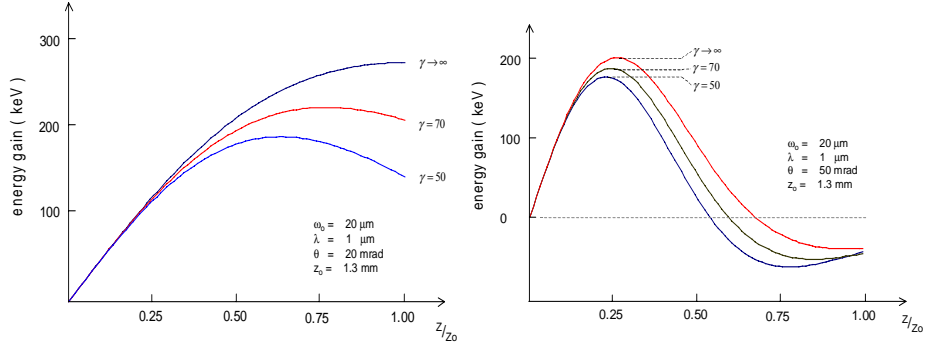 300
200
100
energy gain ( keV )
γ→∞
γ = 70
γ = 50
ω₀ = 20 μm
λ = 1 μm
θ = 20 mrad
z₀ = 1.3 mm
0.25 0.50 0.75 1.00
z/z₀
200
100
0
energy gain ( keV )
γ→∞
γ = 70
γ = 50
ω₀ = 20 μm
λ = 1 μm
θ = 50 mrad
z₀ = 1.3 mm
0.25 0.50 0.75 1.00
z/z₀